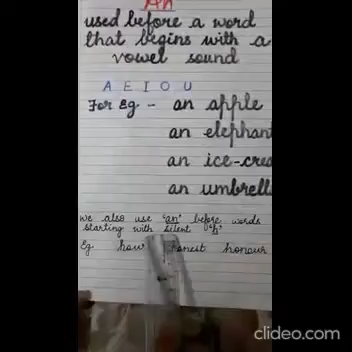 An
used before a word
that begins with a
vowel sound
A E I O U
For Eg - an apple
an elephant
an ice-crea
an umbrell
we also use 'an' before words
starting with silent 'h'
Eg hour honest honour
clideo.com